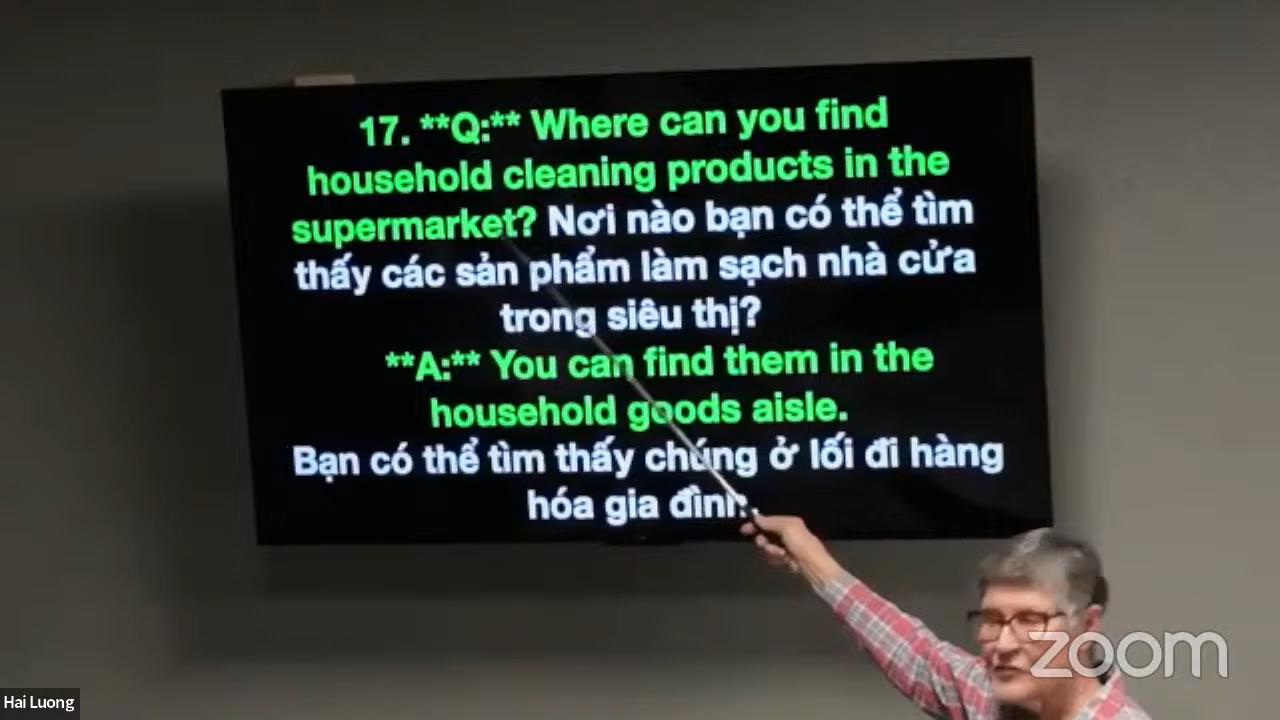 17. **Q:** Where can you find
household cleaning products in the
supermarket? Nơi nào bạn có thể tìm
thấy các sản phẩm làm sạch nhà cửa
trong siêu thị?
**A:** You can find them in the
household goods aisle.
Bạn có thể tìm thấy chúng ở lối đi hàng
hóa gia đình.
zoom
Hai Luong